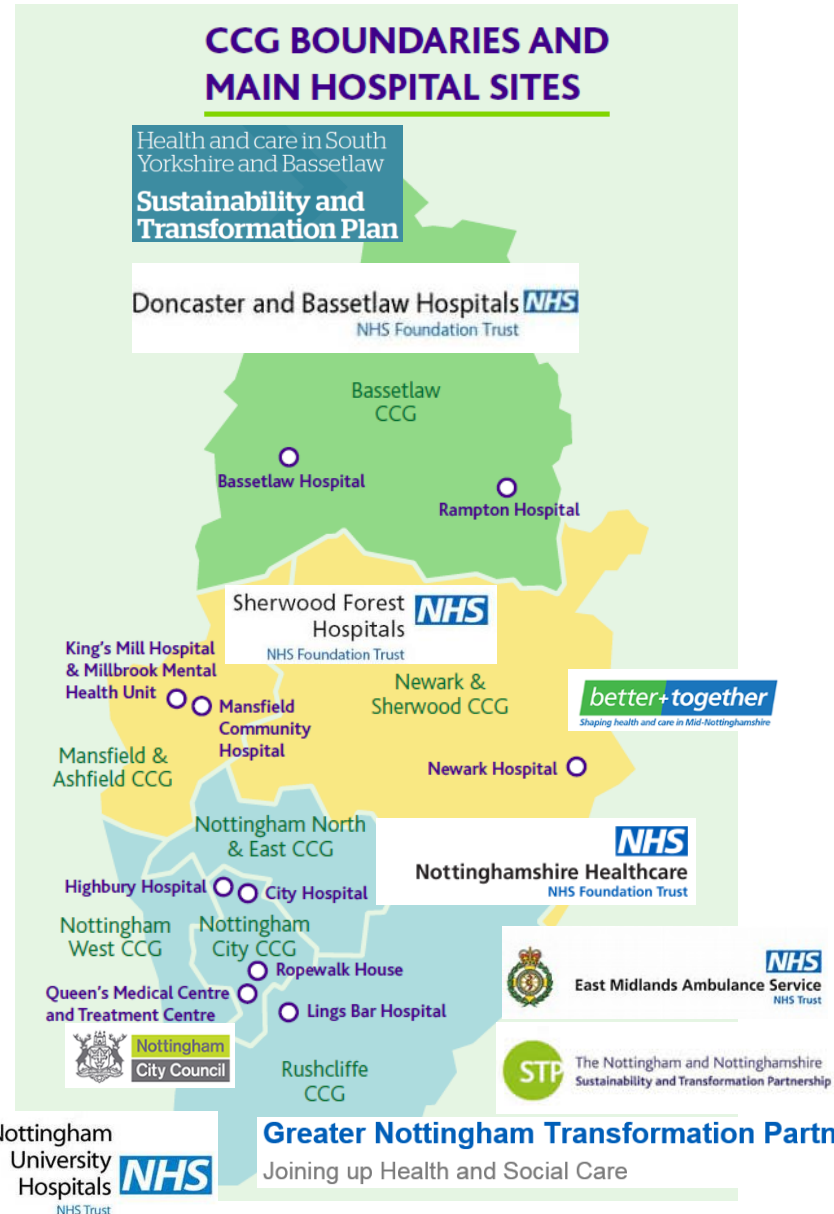 CCG BOUNDARIES AND
MAIN HOSPITAL SITES
Health and care in South
Yorkshire and Bassetlaw
Sustainability and
Transformation Plan
Doncaster and Bassetlaw Hospitals NHS
NHS Foundation Trust
Bassetlaw
CCG
Bassetlaw Hospital
Rampton Hospital
Sherwood Forest NHS
Hospitals
NHS Foundation Trust
King's Mill Hospital
& Millbrook Mental
Health Unit
Mansfield
Community
Hospital
Newark &
Sherwood CCG
better+together
Shaping health and care in Mid-Nottinghamshire
Mansfield &
Ashfield CCG
Newark Hospital
Nottingham North
& East CCG
NHS
Nottinghamshire Healthcare
NHS Foundation Trust
Highbury Hospital
City Hospital
Nottingham
West CCG
Nottingham
City CCG
Ropewalk House
Queen's Medical Centre
and Treatment Centre
Lings Bar Hospital
NHS
East Midlands Ambulance Service
NHS Trust
Nottingham
City Council
Rushcliffe
CCG
STP
The Nottingham and Nottinghamshire
Sustainability and Transformation Partnership
Nottingham
University
Hospitals NHS
NHS Trust
Greater Nottingham Transformation Partn
Joining up Health and Social Care